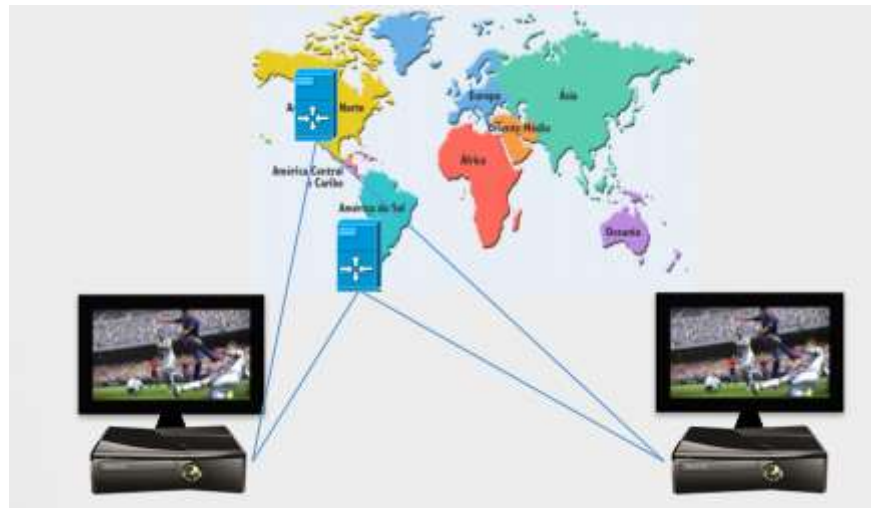 A
Norte
Europa
Ásia
Oriente Médio
América Central
e Caribe
África
América do Sul
Oceania